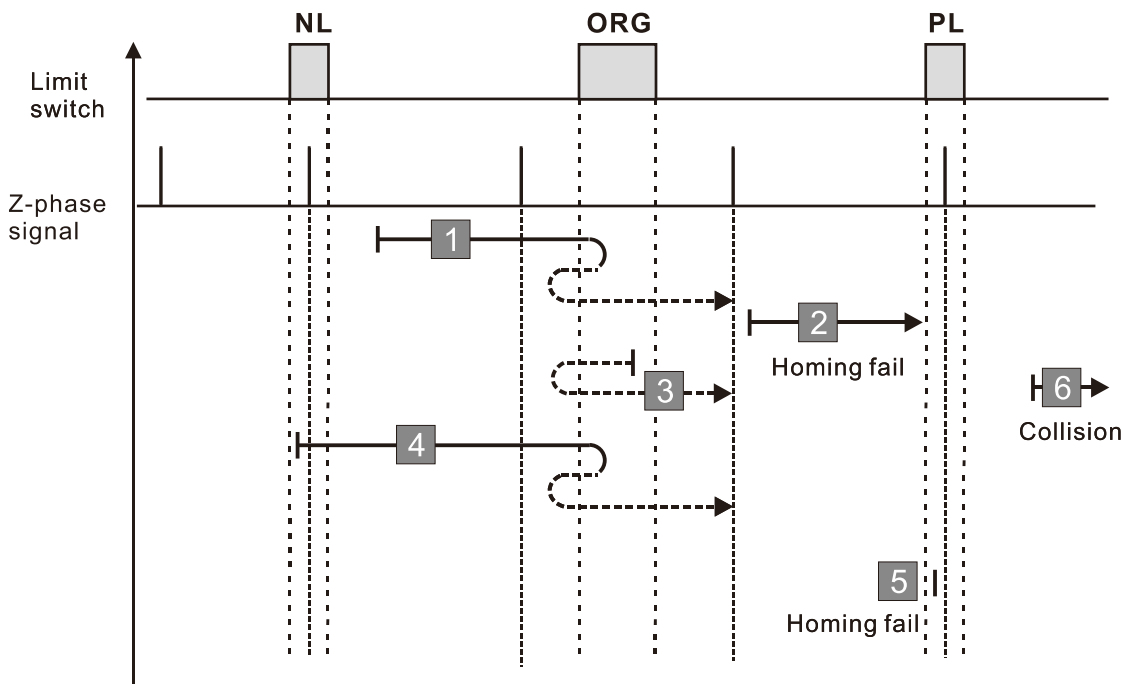 NL
ORG
PL
Limit
switch
Z-phase
signal
1
2
Homing fail
3
6
Collision
4
5
Homing fail